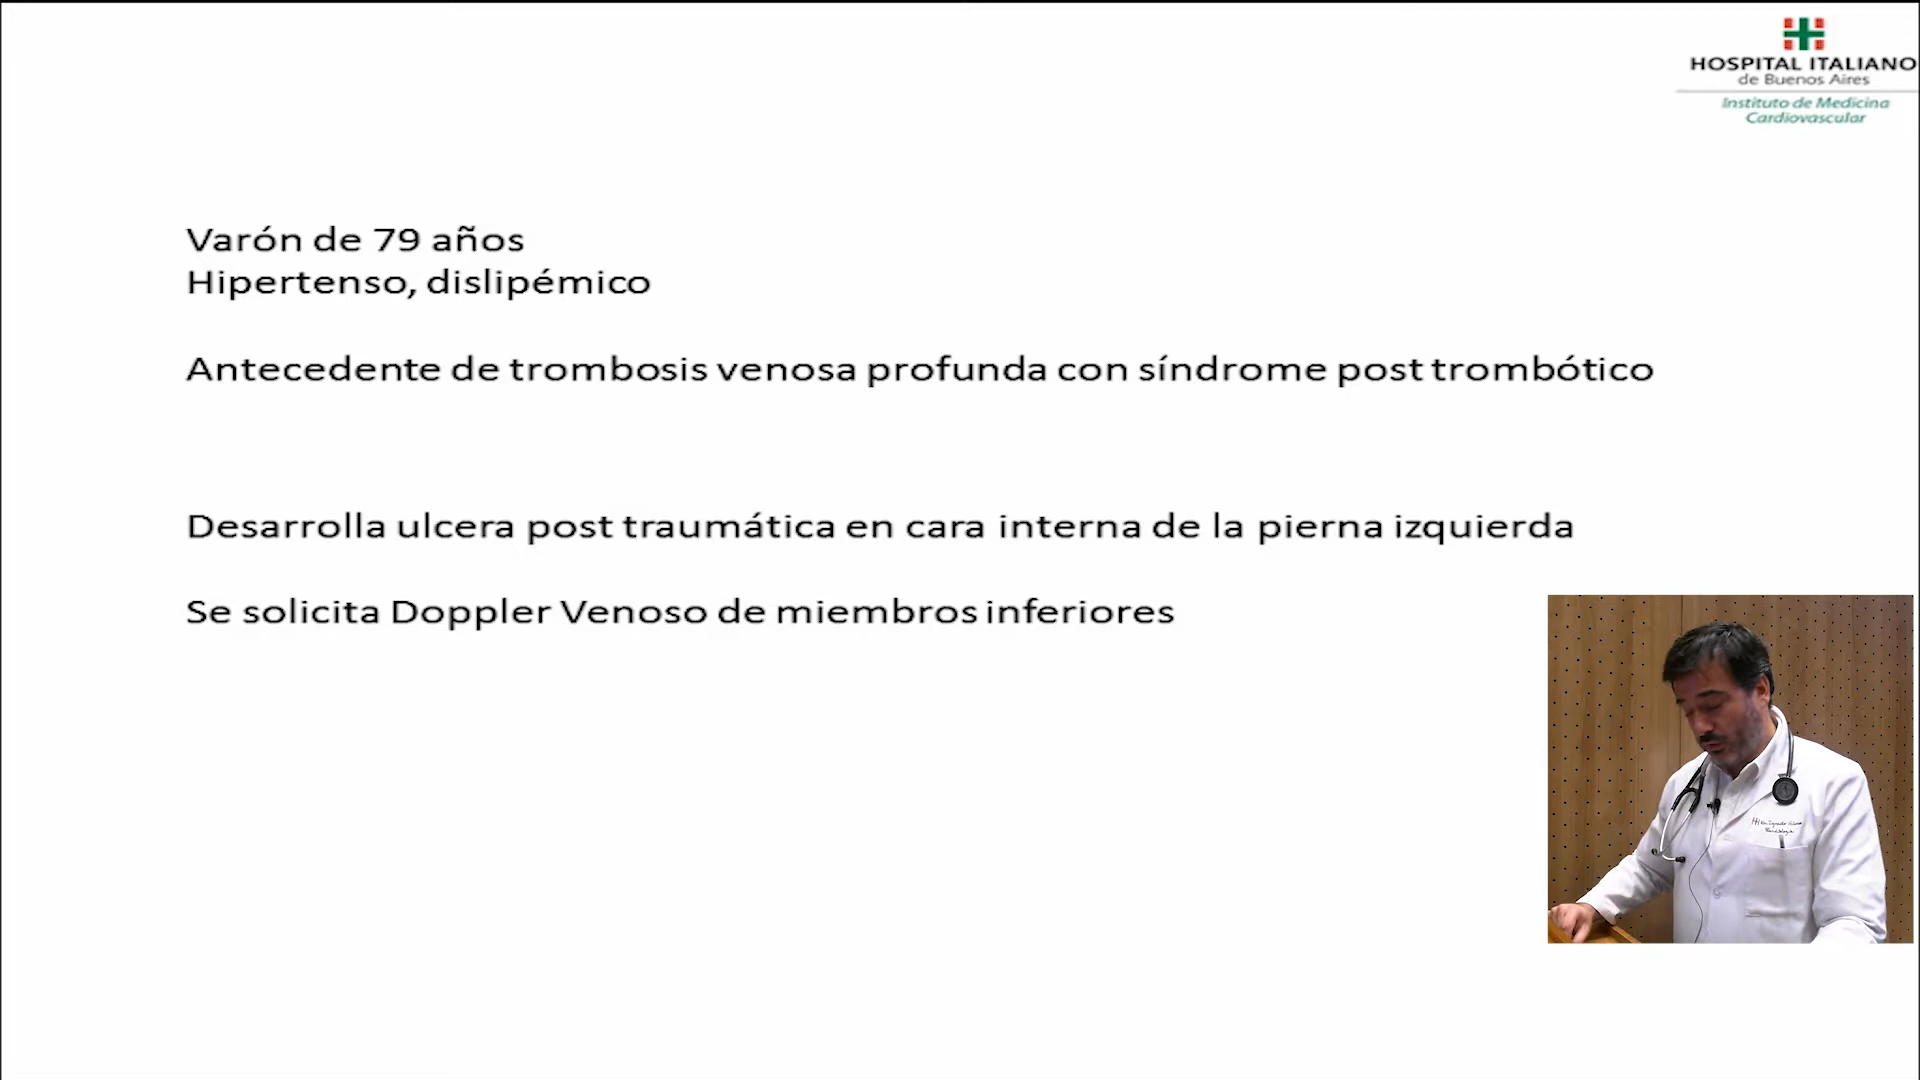 HOSPITAL ITALIANO
de Buenos Aires
Instituto de Medicina
Cardiovascular
Varón de 79 años
Hipertenso, dislipémico
Antecedente de trombosis venosa profunda con síndrome post trombótico
Desarrolla ulcera post traumática en cara interna de la pierna izquierda
Se solicita Doppler Venoso de miembros inferiores